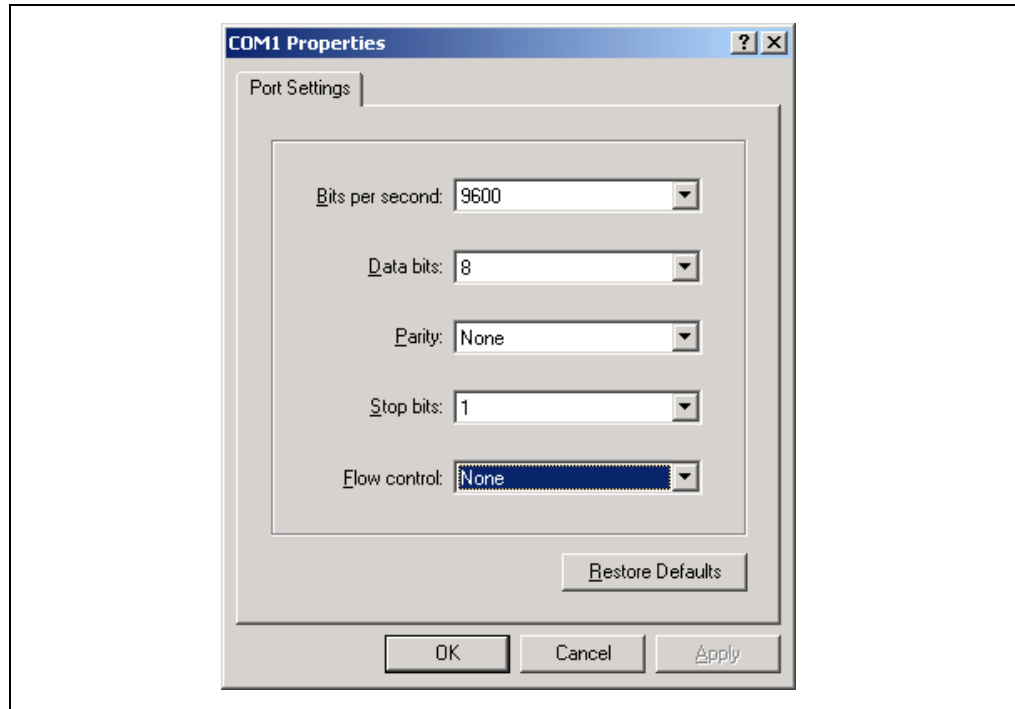 COM1 Properties
Port Settings
Bits per second: 9600
Data bits: 8
Parity: None
Stop bits: 1
Flow control: None
Restore Defaults
OK Cancel Apply